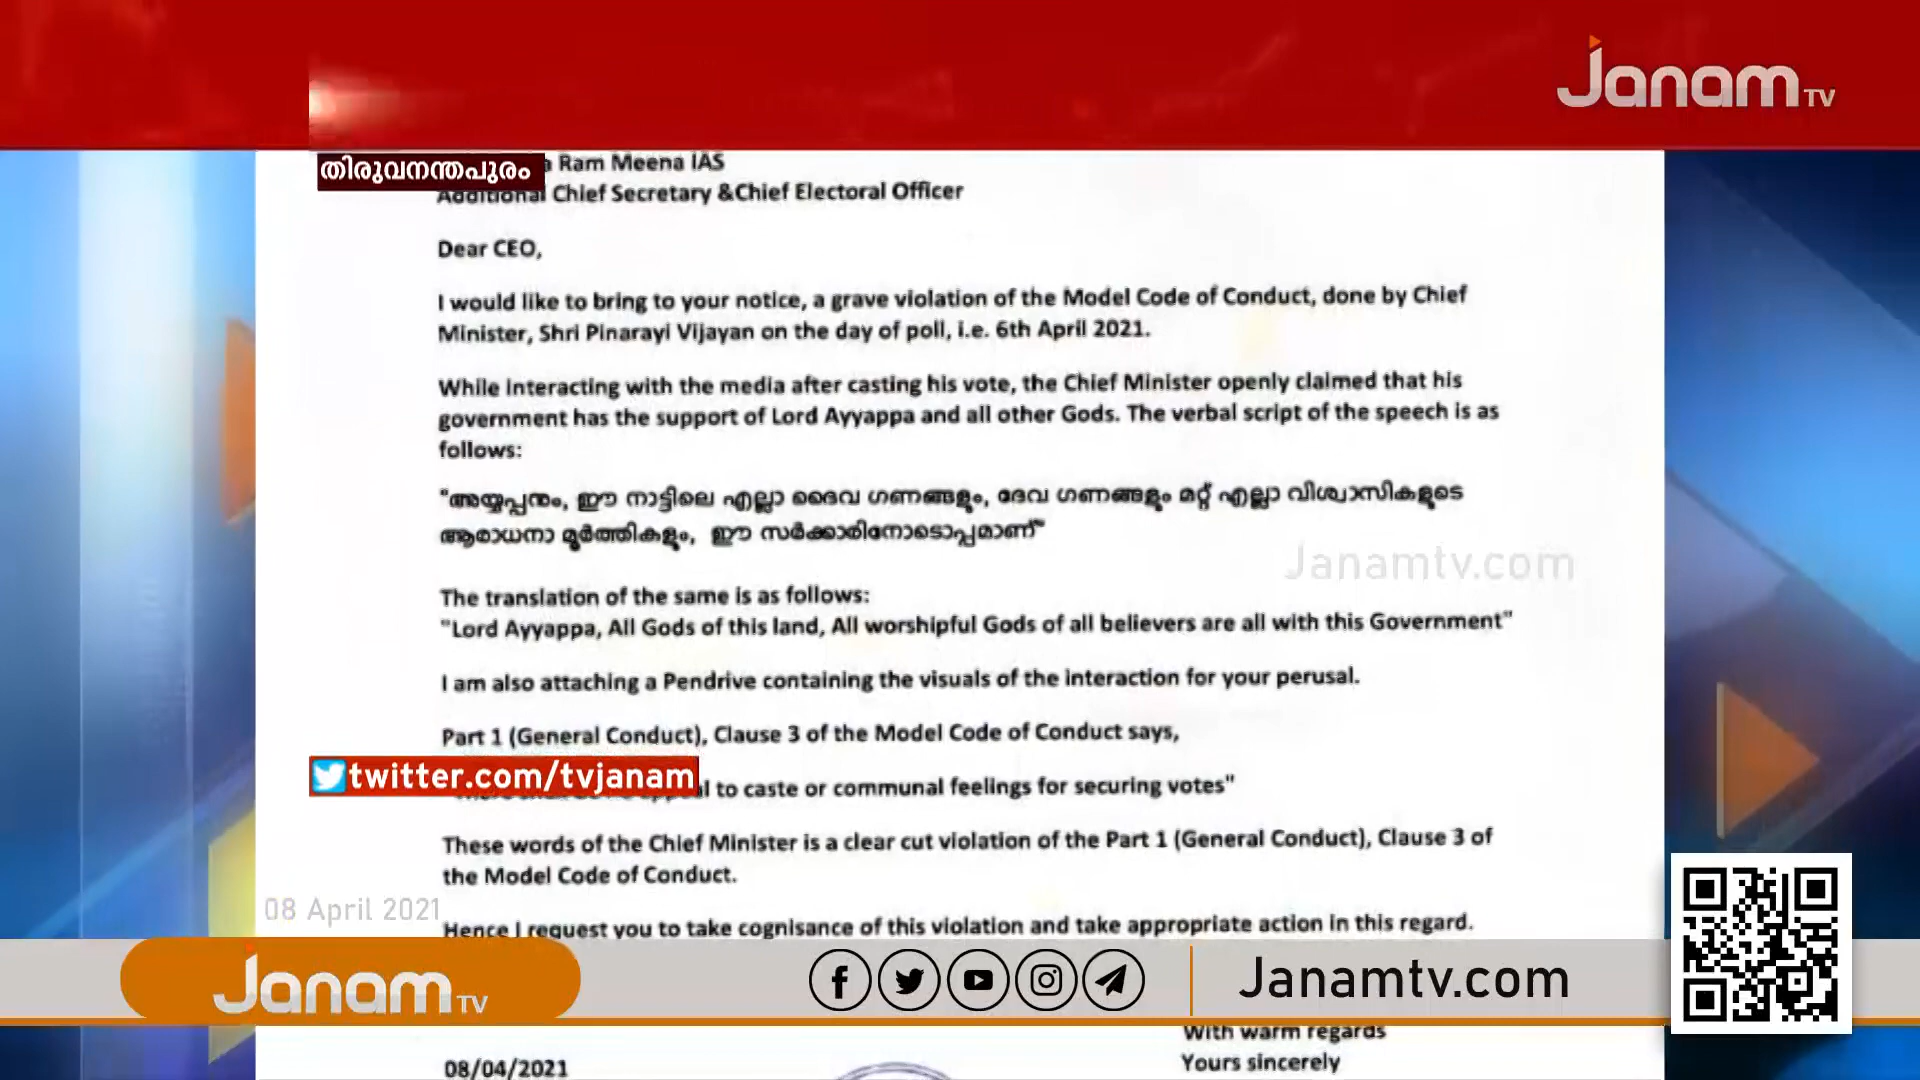 Janam TV
തിരുവനന്തപുരം
Ram Meena IAS
Additional Chief Secretary &Chief Electoral Officer
Dear CEO,
I would like to bring to your notice, a grave violation of the Model Code of Conduct, done by Chief
Minister, Shri Pinarayi Vijayan on the day of poll, i.e. 6th April 2021.
While interacting with the media after casting his vote, the Chief Minister openly claimed that his
government has the support of Lord Ayyappa and all other Gods. The verbal script of the speech is as
follows:
"അയ്യപ്പനും, ഈ നാട്ടിലെ എല്ലാ ദൈവ ഗണങ്ങളും, ദേവ ഗണങ്ങളും മറ്റ് എല്ലാ വിശ്വാസികളുടെ
ആരാധനാ മൂർത്തികളും, ഈ സർക്കാരിനോടൊപ്പമാണ്"
Janamtv.com
The translation of the same is as follows:
"Lord Ayyappa, All Gods of this land, All worshipful Gods of all believers are all with this Government"
I am also attaching a Pendrive containing the visuals of the interaction for your perusal.
Part 1 (General Conduct), Clause 3 of the Model Code of Conduct says,
twitter.com/tvjanam
to caste or communal feelings for securing votes"
These words of the Chief Minister is a clear cut violation of the Part 1 (General Conduct), Clause 3 of
the Model Code of Conduct.
08 April 2021
Hence I request you to take cognisance of this violation and take appropriate action in this regard.
Janam TV
Janamtv.com
With warm regards
Yours sincerely
08/04/2021